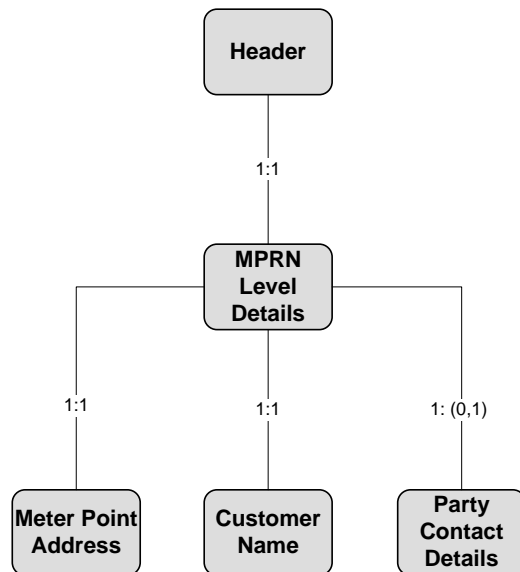 Header
1:1
MPRN
Level
Details
1:1
1:1
1: (0,1)
Meter Point
Address
Customer
Name
Party
Contact
Details